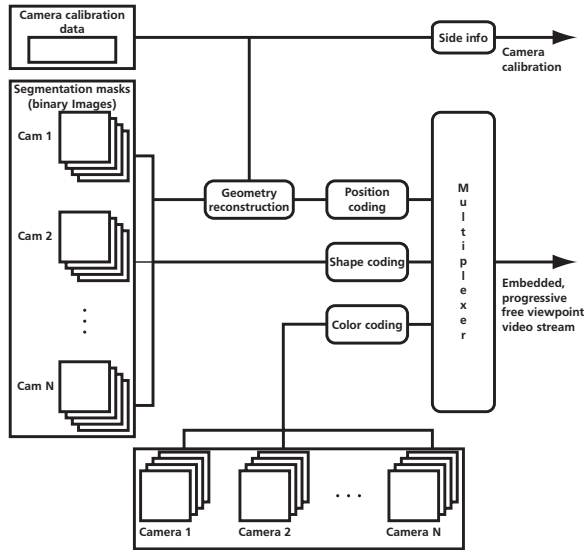 Camera calibration
data
Side info
Camera
calibration
Segmentation masks
(binary Images)
Cam 1
Cam 2
. . .
Cam N
Geometry
reconstruction
Position
coding
Shape coding
Color coding
Multiplexer
Embedded,
progressive
free viewpoint
video stream
Camera 1
Camera 2
. . .
Camera N